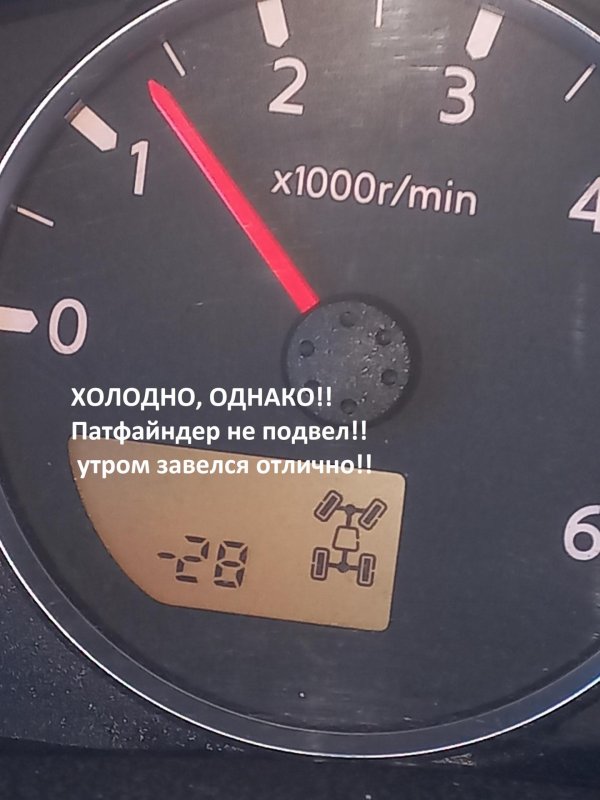 2
3
1
4
x1000r/min
0
ХОЛОДНО, ОДНАКО!!
Патфайндер не подвел!!
утром завелся отлично!!
6
-28